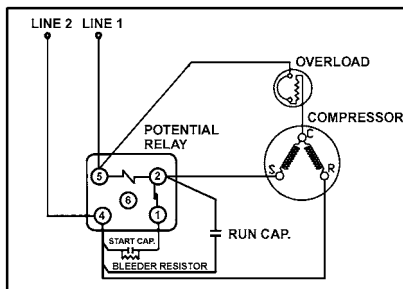 LINE 2 LINE 1
OVERLOAD
COMPRESSOR
POTENTIAL
RELAY
C
S R
5 2
6
4 1
START CAP.
BLEEDER RESISTOR
RUN CAP.